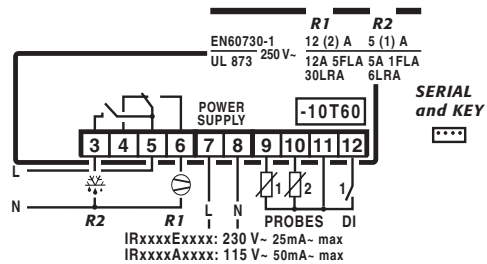 R1 R2
EN60730-1 250 V~ 12 (2) A 5 (1) A
UL 873 12A 5FLA 5A 1FLA
30LRA 6LRA
SERIAL
and KEY
POWER
SUPPLY
-10T60
3 4 5 6 7 8 9 10 11 12
L
N
1 2 1
R2 R1 L N PROBES DI
IRxxxxExxxx: 230 V~ 25mA~ max
IRxxxxAxxxx: 115 V~ 50mA~ max